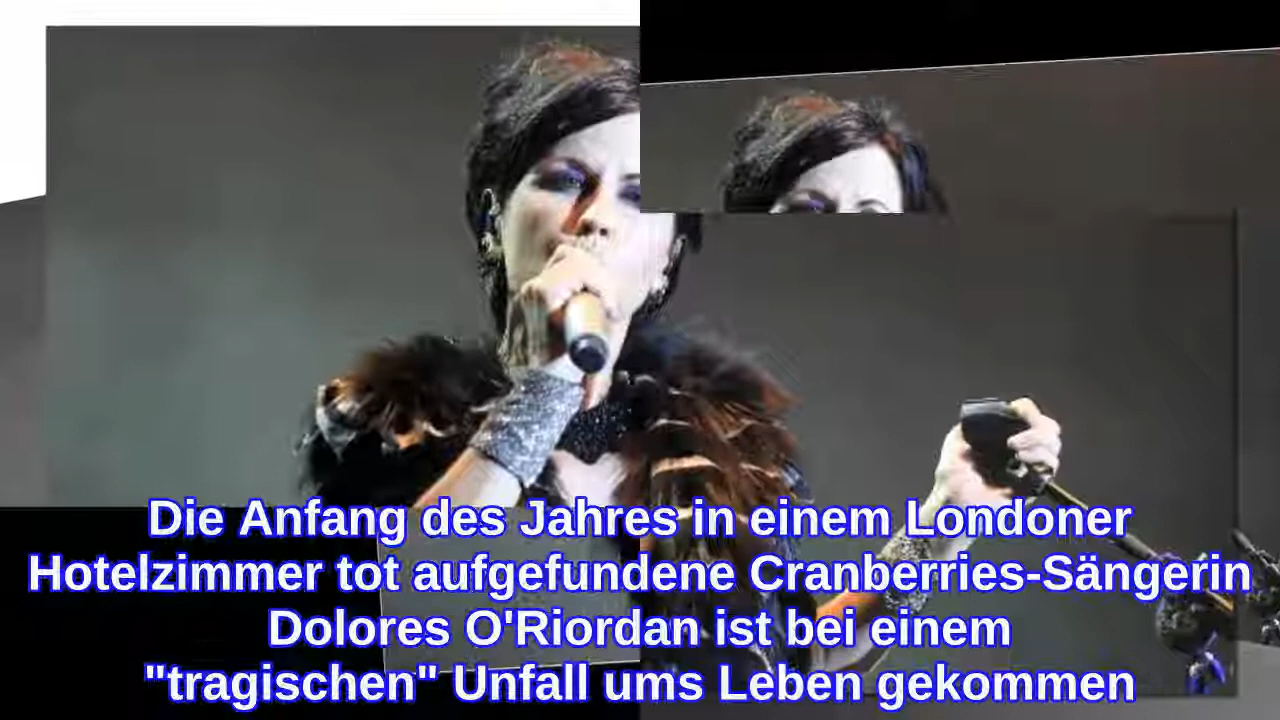 Die Anfang des Jahres in einem Londoner
Hotelzimmer tot aufgefundene Cranberries-Sängerin
Dolores O'Riordan ist bei einem
"tragischen" Unfall ums Leben gekommen